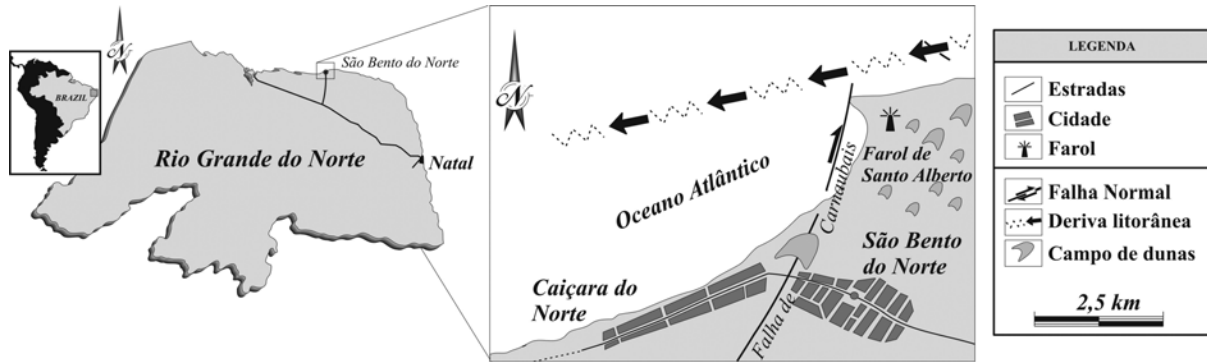 N
BRAZIL
São Bento do Norte
Rio Grande do Norte
Natal
N
Oceano Atlântico
Carnaubais
Farol de
Santo Alberto
São Bento
do Norte
Caiçara do
Norte
Falha de
LEGENDA
Estradas
Cidade
Farol
Falha Normal
Deriva litorânea
Campo de dunas
2,5 km